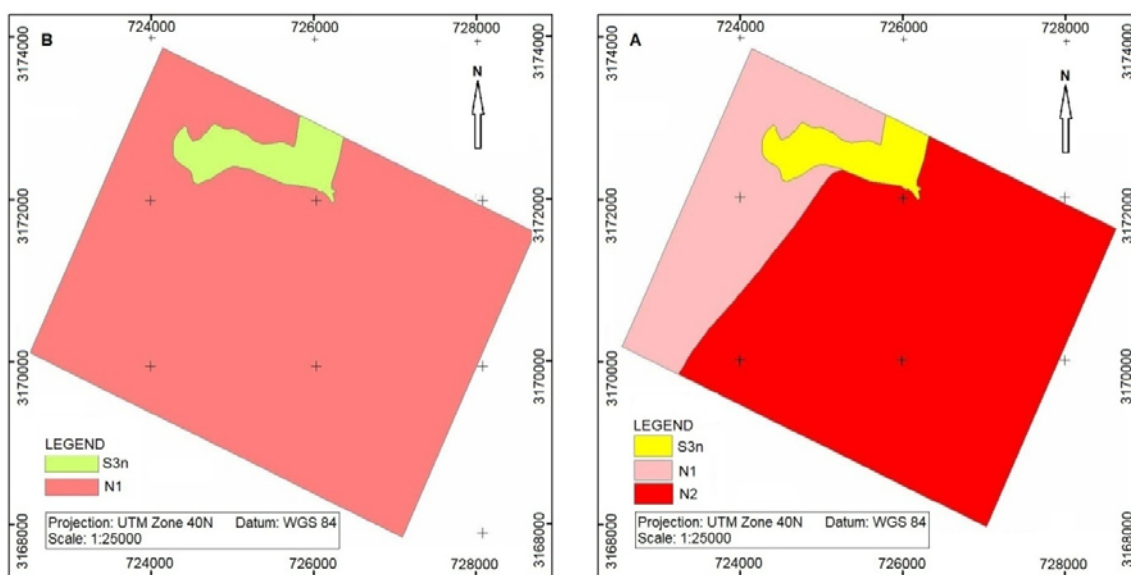 724000 726000 728000
B
N
3174000 3174000
3172000 3172000
3170000 3170000
3168000 3168000
LEGEND
S3n
N1
Projection: UTM Zone 40N Datum: WGS 84
Scale: 1:25000
724000 726000 728000
724000 726000 728000
A
N
3174000 3174000
3172000 3172000
3170000 3170000
3168000 3168000
LEGEND
S3n
N1
N2
Projection: UTM Zone 40N Datum: WGS 84
Scale: 1:25000
724000 726000 728000